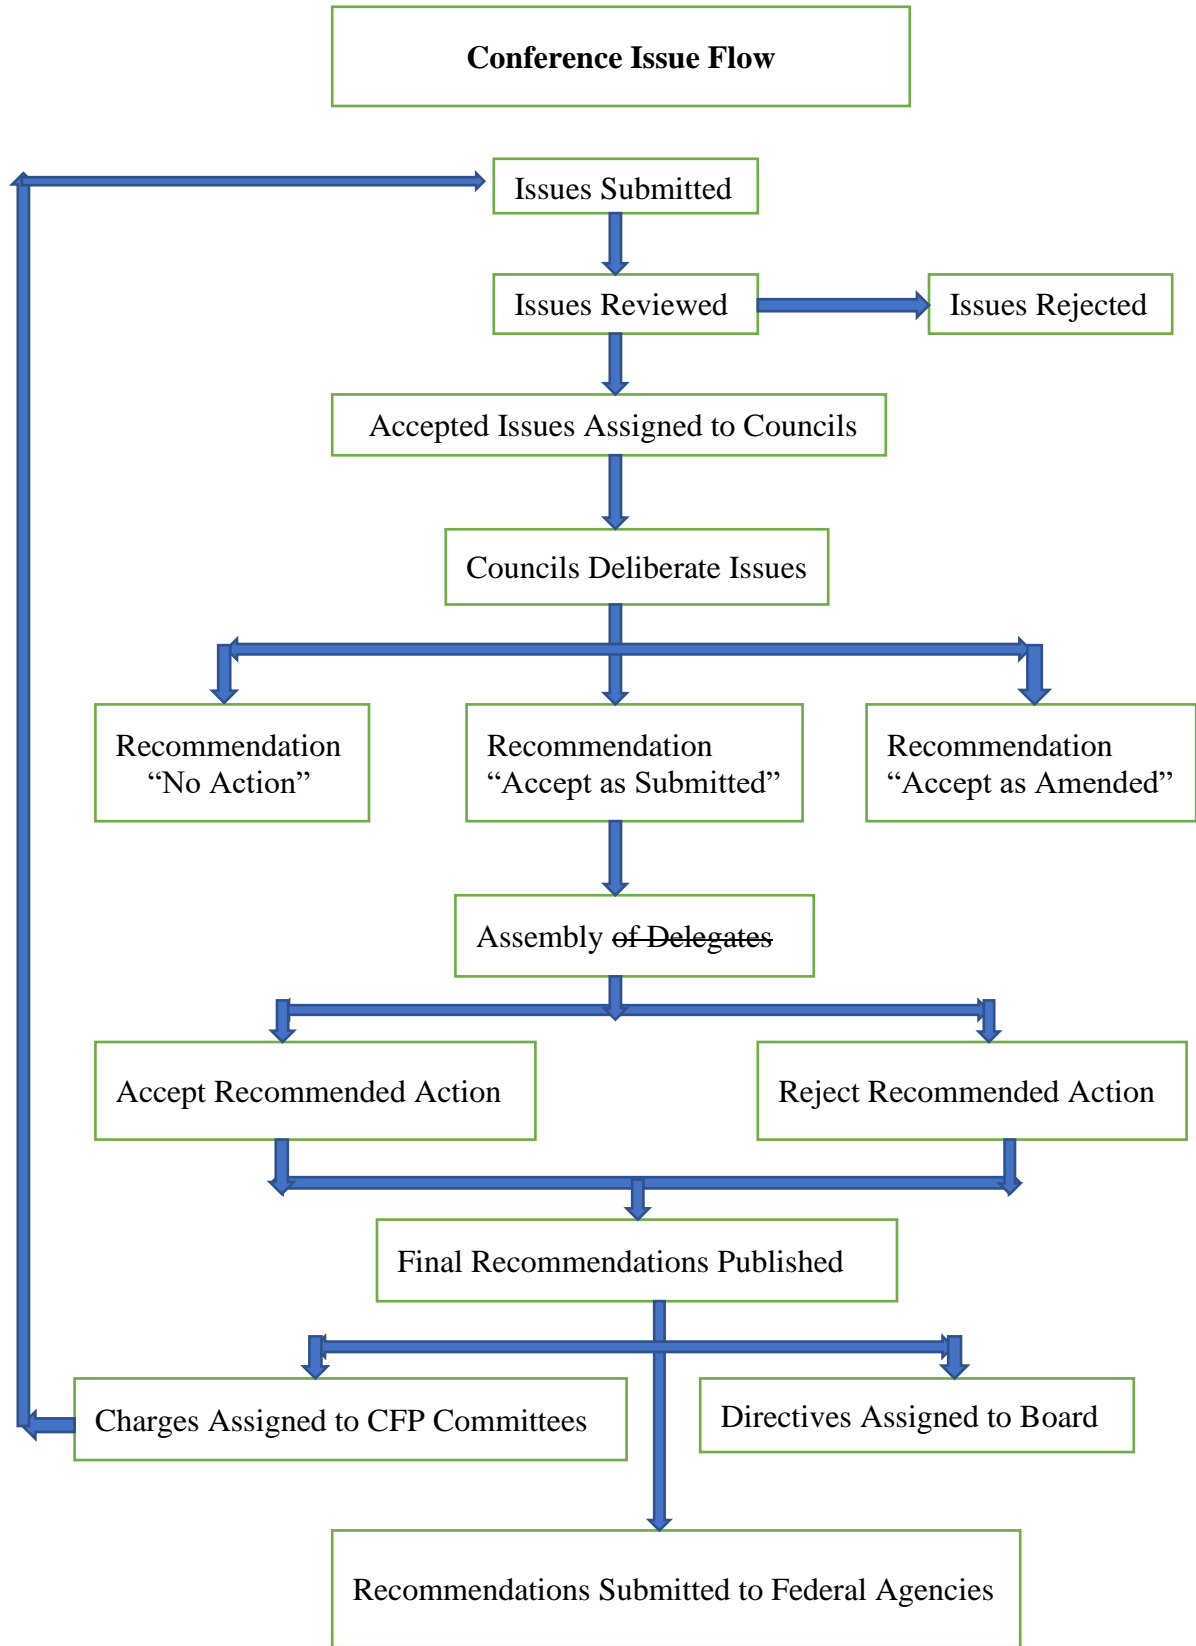 Conference Issue Flow
Issues Submitted
Issues Reviewed
Issues Rejected
Accepted Issues Assigned to Councils
Councils Deliberate Issues
Recommendation
“No Action”
Recommendation
“Accept as Submitted”
Recommendation
“Accept as Amended”
Assembly of Delegates
Accept Recommended Action
Reject Recommended Action
Final Recommendations Published
Charges Assigned to CFP Committees
Directives Assigned to Board
Recommendations Submitted to Federal Agencies